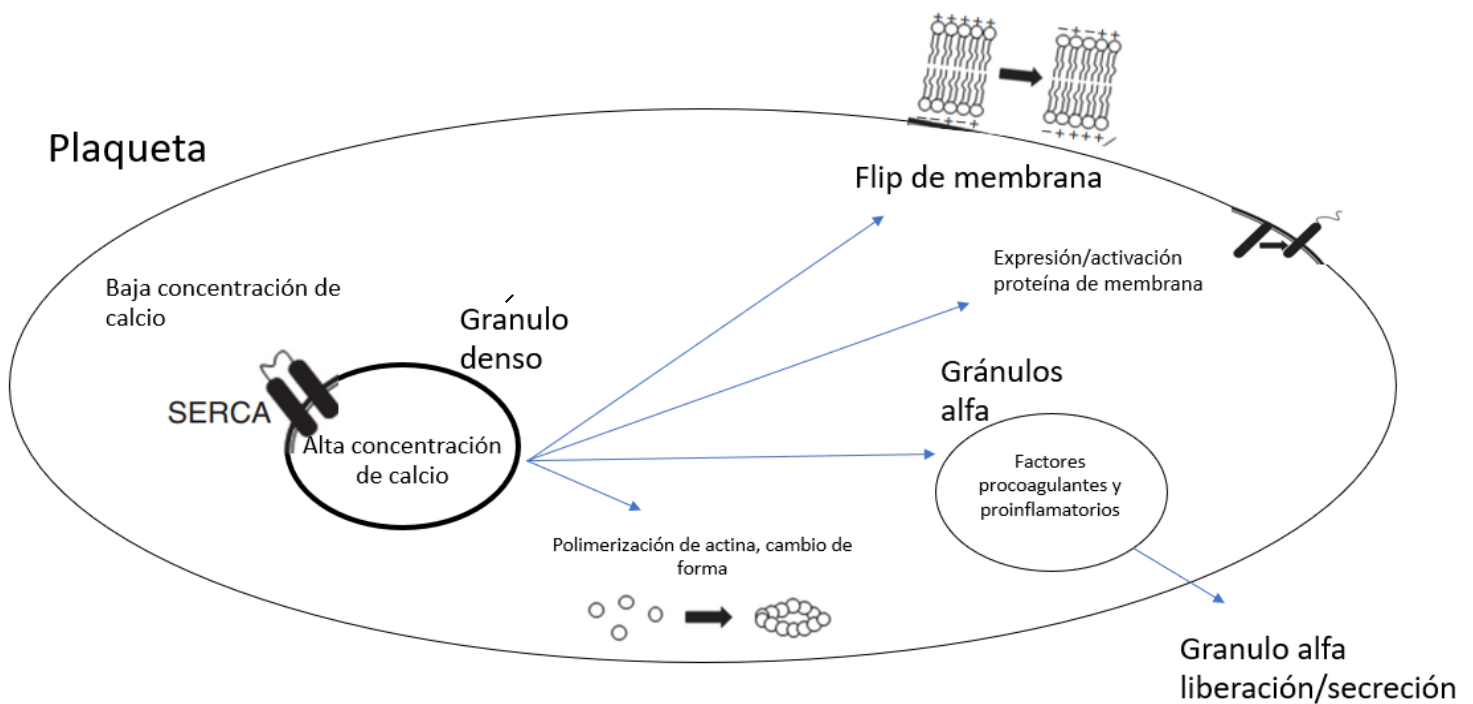 Plaqueta
+++++
-+-++
--+-+
-++++
Flip de membrana
Expresión/activación
proteína de membrana
Baja concentración de
calcio
Gránulo
denso
SERCA
Alta concentración
de calcio
Gránulos
alfa
Factores
procoagulantes y
proinflamatorios
Polimerización de actina, cambio de
forma
Granulo alfa
liberación/secreción